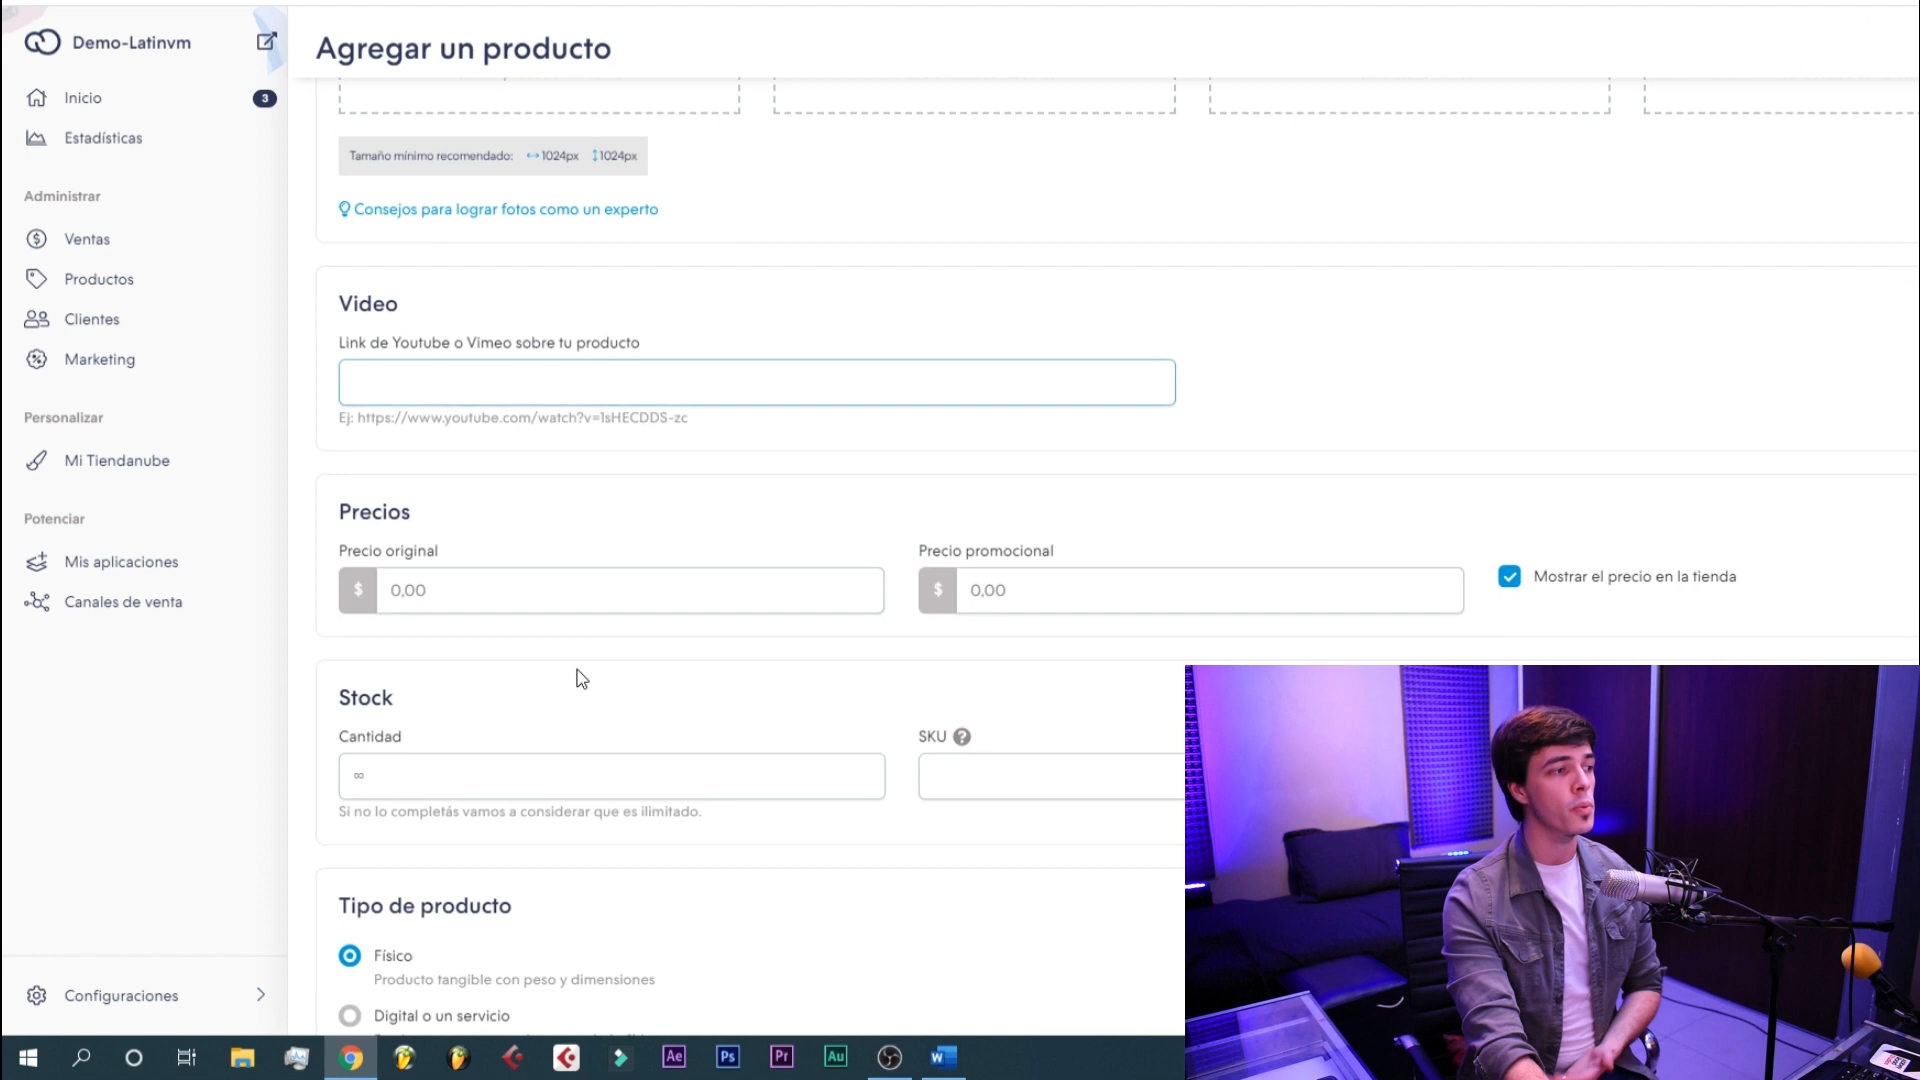 Demo-Latinvm
Agregar un producto
Inicio
3
Estadísticas
Tamaño mínimo recomendado: 1024px 1024px
Consejos para lograr fotos como un experto
Administrar
Ventas
Productos
Clientes
Marketing
Video
Link de Youtube o Vimeo sobre tu producto
Ej: https://www.youtube.com/watch?v=1sHECDDS-zc
Personalizar
Mi Tiendanube
Precios
Precio original
Precio promocional
$ 0,00
$ 0,00
Mostrar el precio en la tienda
Potenciar
Mis aplicaciones
Canales de venta
Stock
Cantidad
SKU ?
∞
Si no lo completás vamos a considerar que es ilimitado.
Tipo de producto
Físico
Producto tangible con peso y dimensiones
Digital o un servicio
Configuraciones
Ae
Ps
Pr
Au
W